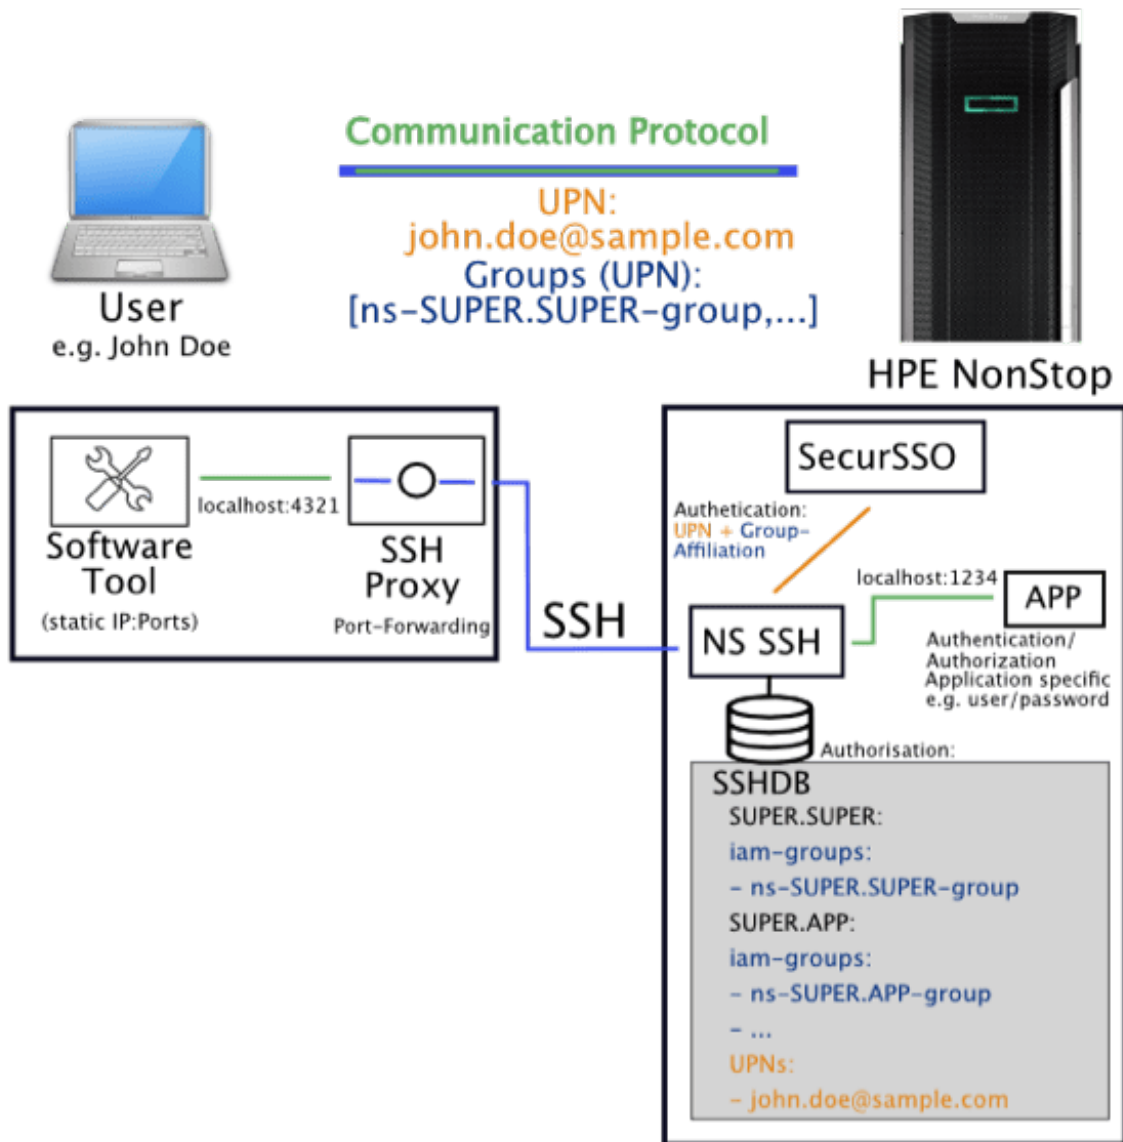 Communication Protocol
UPN:
john.doe@sample.com
Groups (UPN):
[ns-SUPER.SUPER-group,...]
User
e.g. John Doe
HPE NonStop
localhost:4321
Software
Tool
(static IP:Ports)
SSH
Proxy
Port-Forwarding
SSH
SecurSSO
Authetication:
UPN + Group-
Affiliation
localhost:1234
NS SSH
APP
Authentication/
Authorization
Application specific
e.g. user/password
Authorisation:
SSHDB
SUPER.SUPER:
iam-groups:
- ns-SUPER.SUPER-group
SUPER.APP:
iam-groups:
- ns-SUPER.APP-group
- ...
UPNs:
- john.doe@sample.com